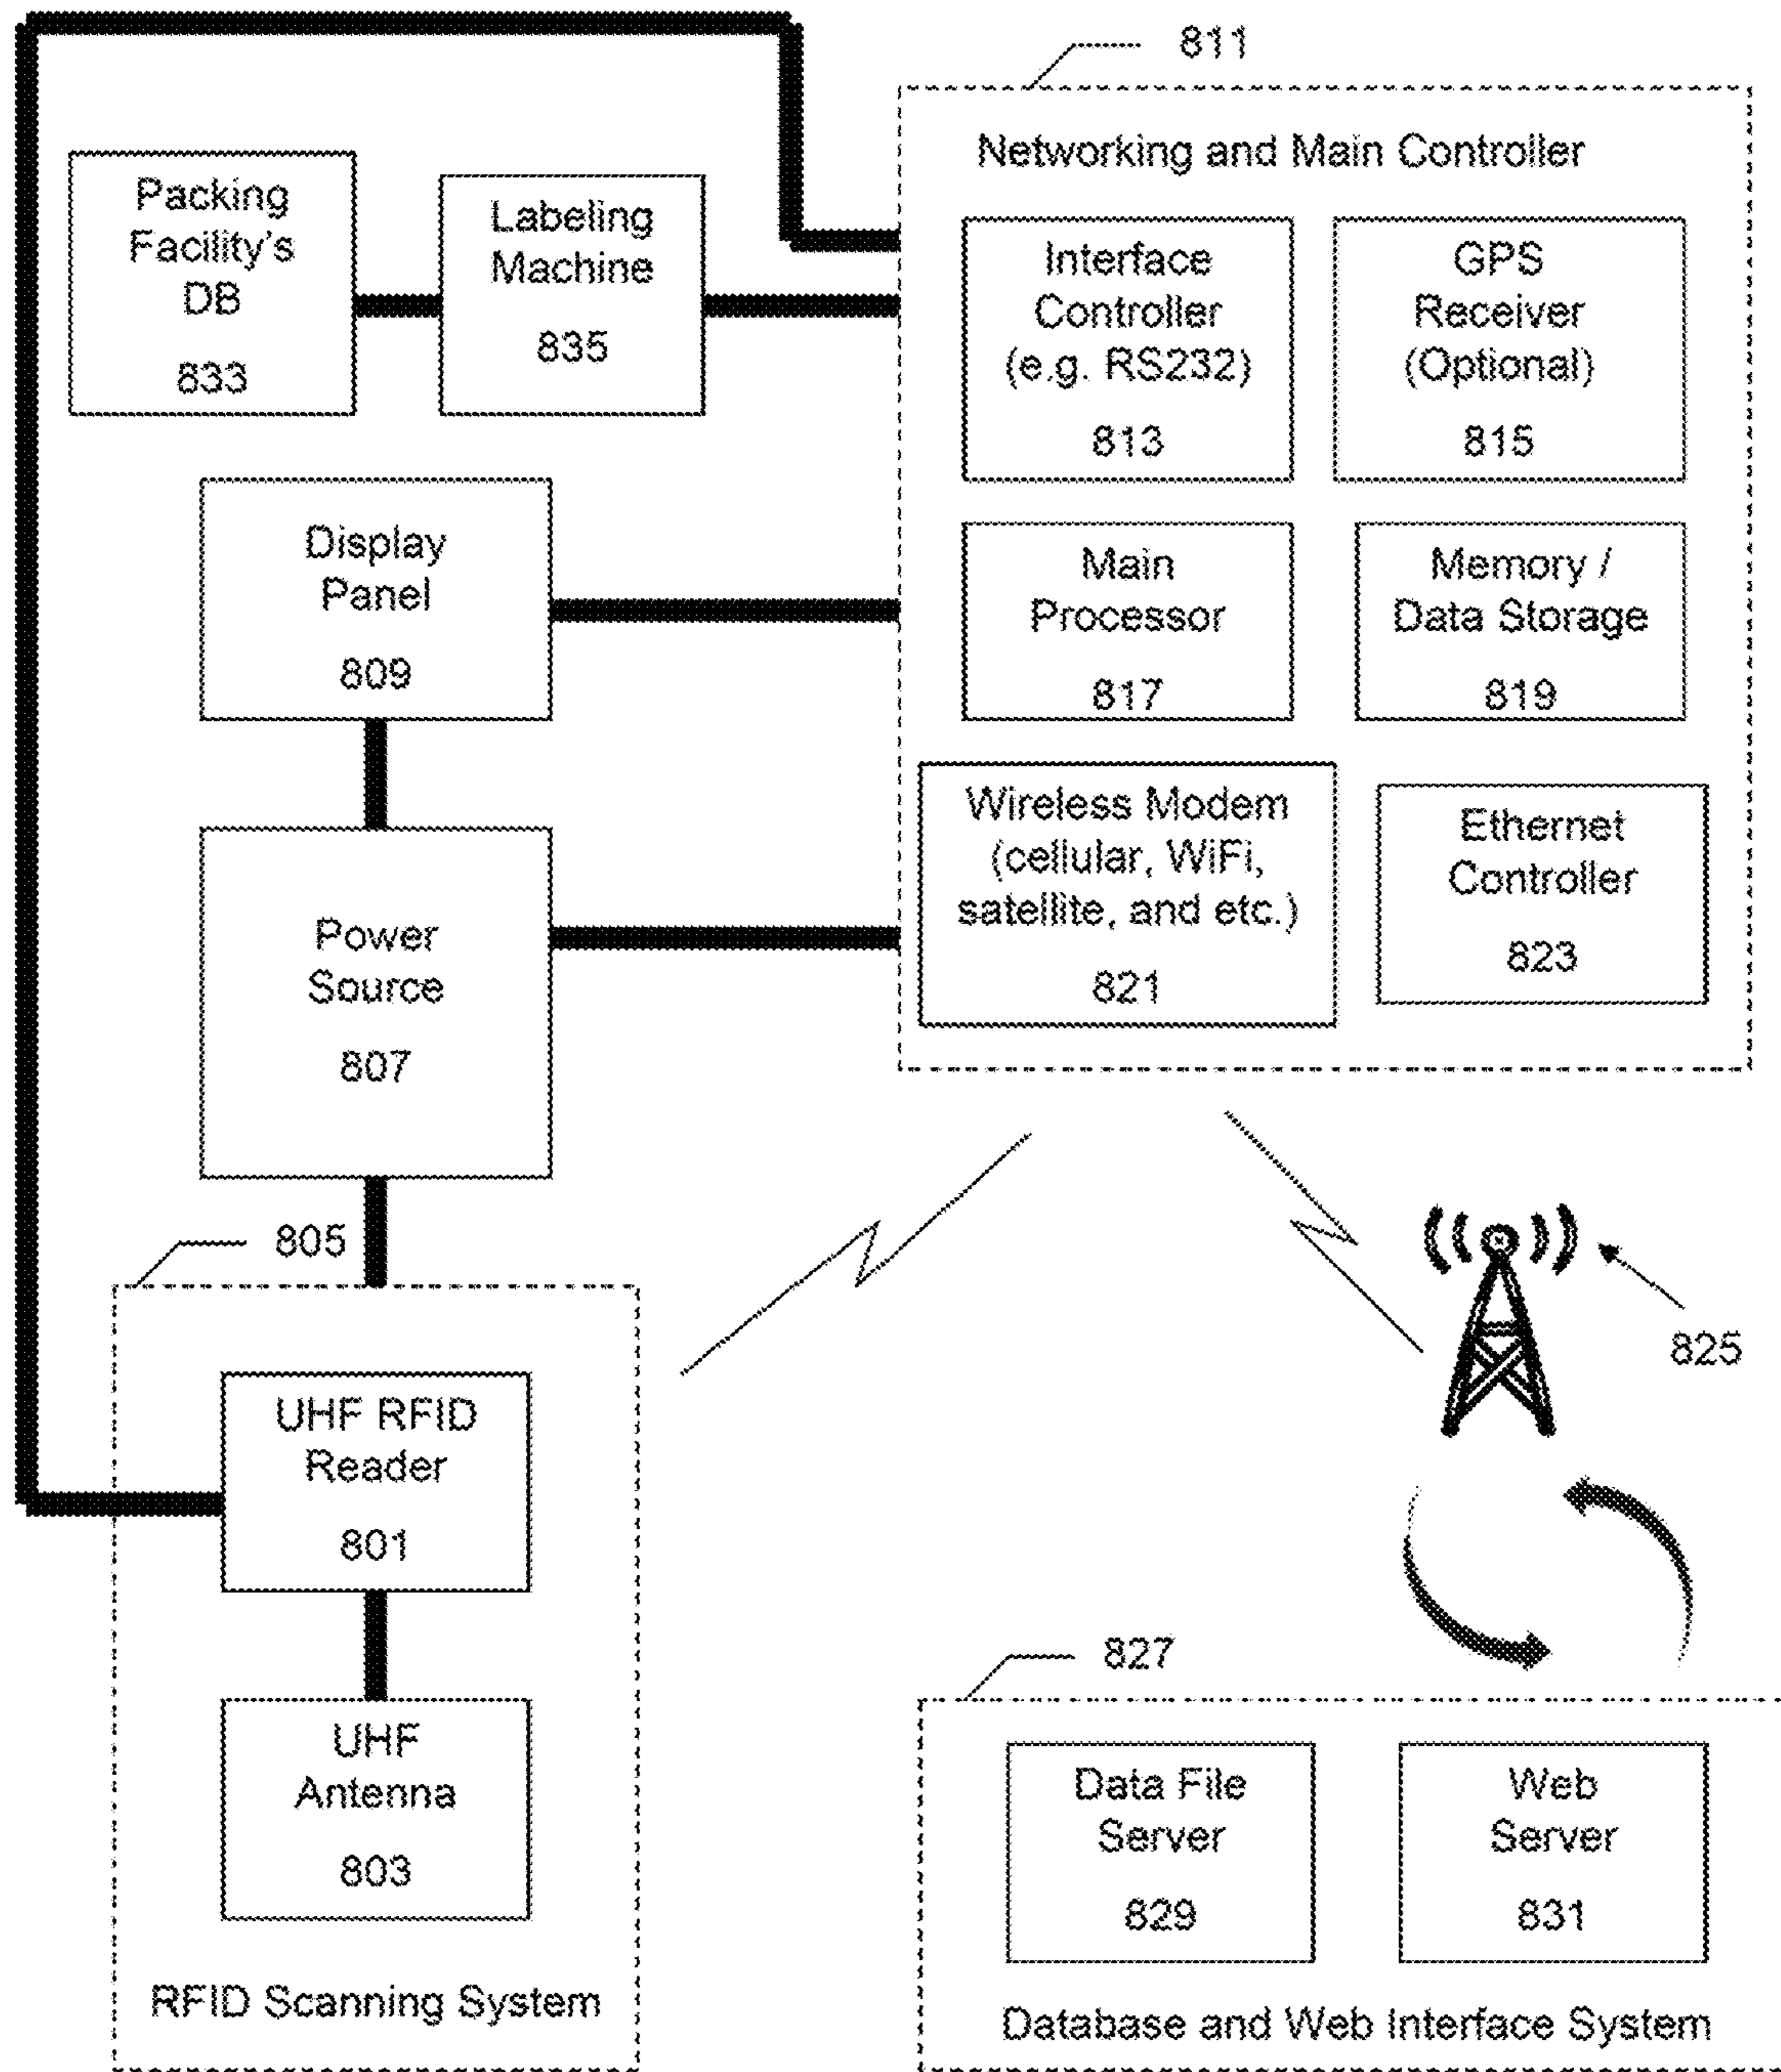 811
Networking and Main Controller
Packing
Facility's
DB
833
Labeling
Machine
835
Interface
Controller
(e.g. RS232)
813
GPS
Receiver
(Optional)
815
Display
Panel
809
Main
Processor
817
Memory /
Data Storage
819
Wireless Modem
(cellular, WiFi,
satellite, and etc.)
821
Ethernet
Controller
823
Power
Source
807
805
825
UHF RFID
Reader
801
827
UHF
Antenna
803
Data File
Server
829
Web
Server
831
RFID Scanning System
Database and Web Interface System